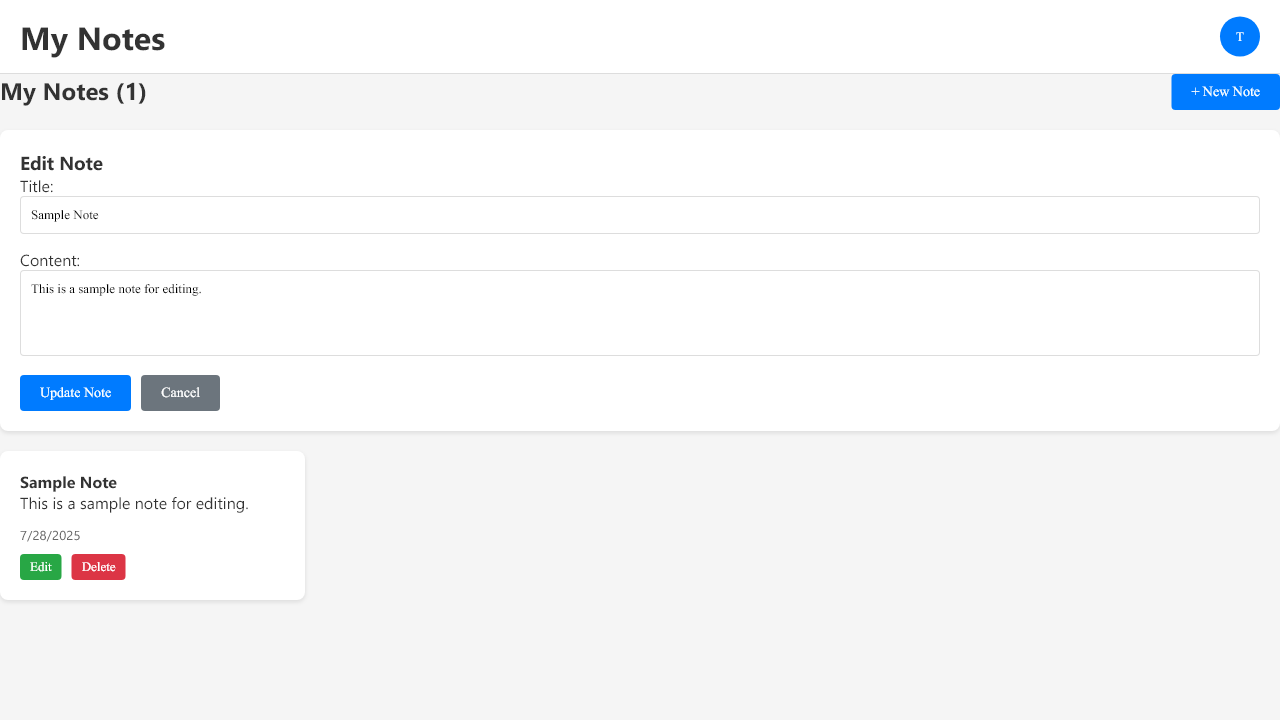 My Notes
T
My Notes (1)
+ New Note
Edit Note
Title:
Sample Note
Content:
This is a sample note for editing.
Update Note
Cancel
Sample Note
This is a sample note for editing.
7/28/2025
Edit
Delete